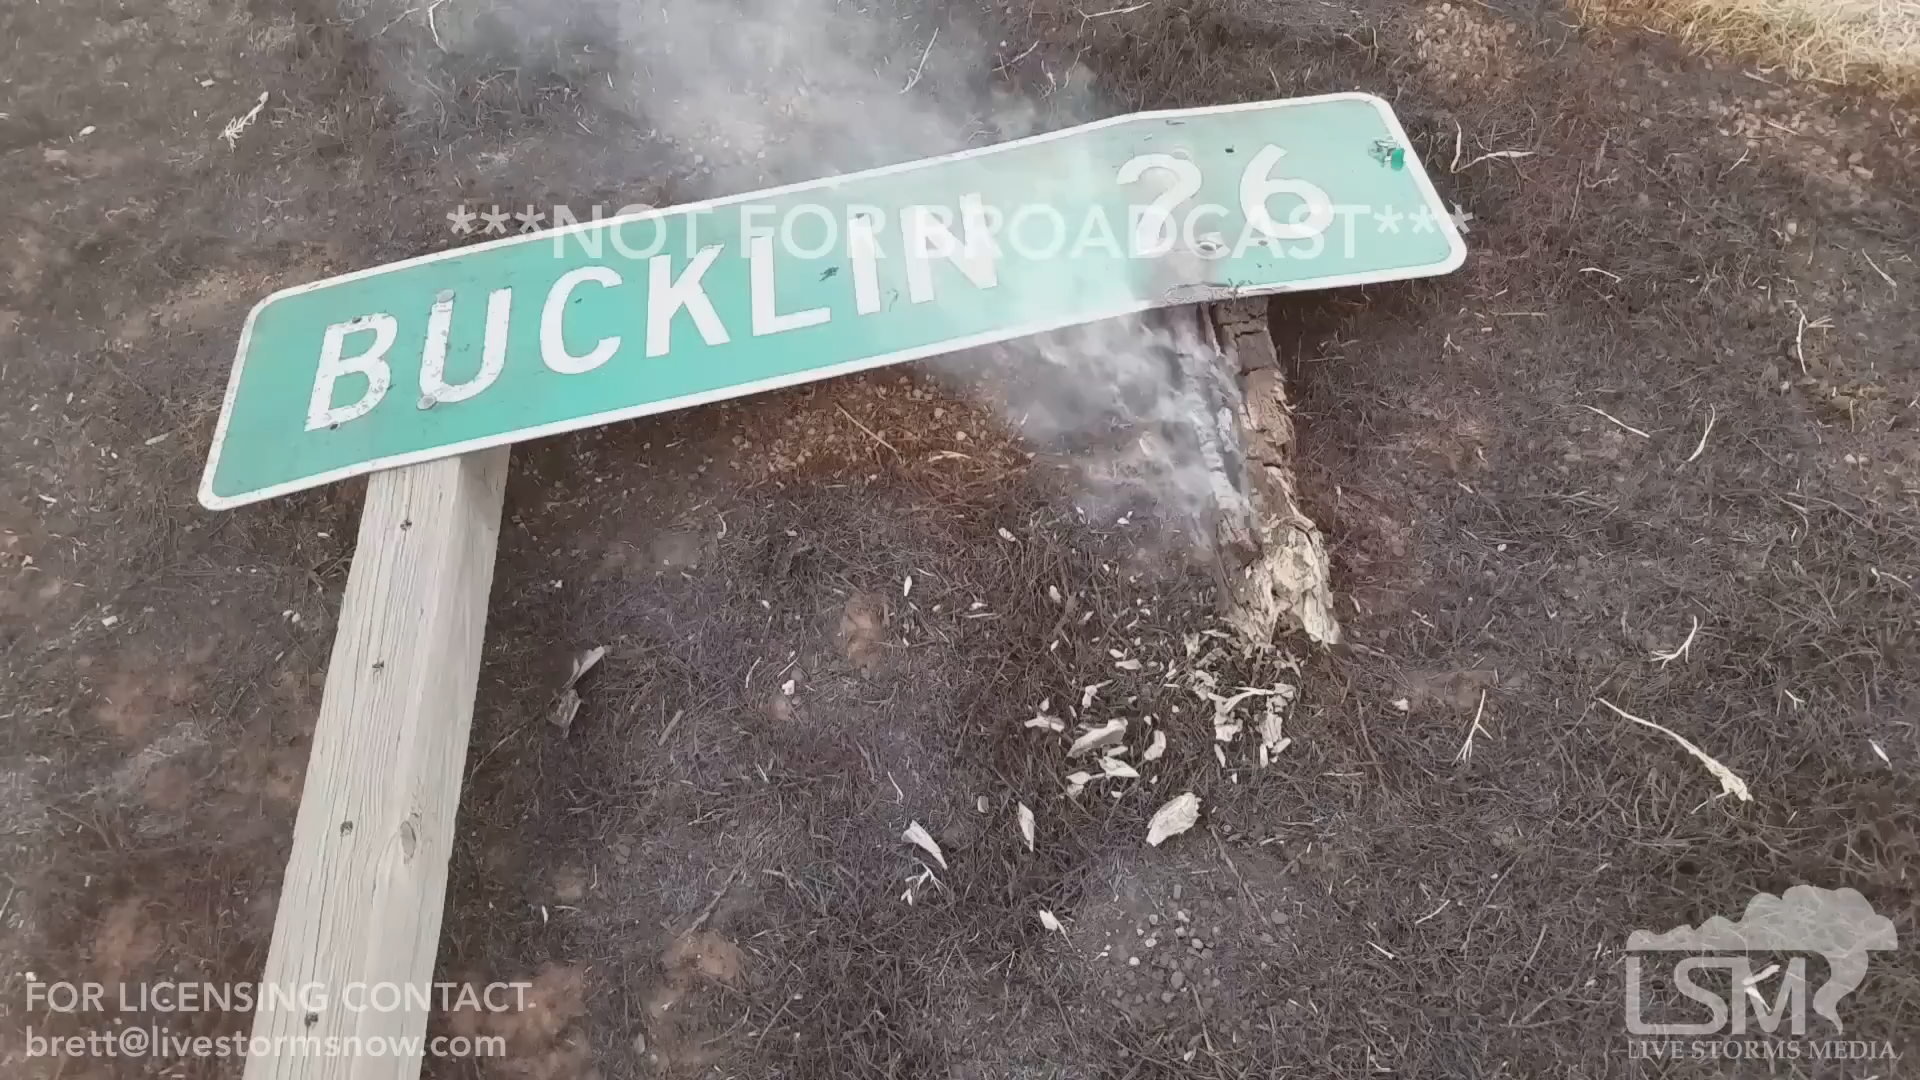 BUCKLIN 26
***NOT FOR BROADCAST***
FOR LICENSING CONTACT
brett@livestormsnow.com
LSM
LIVE STORMS MEDIA